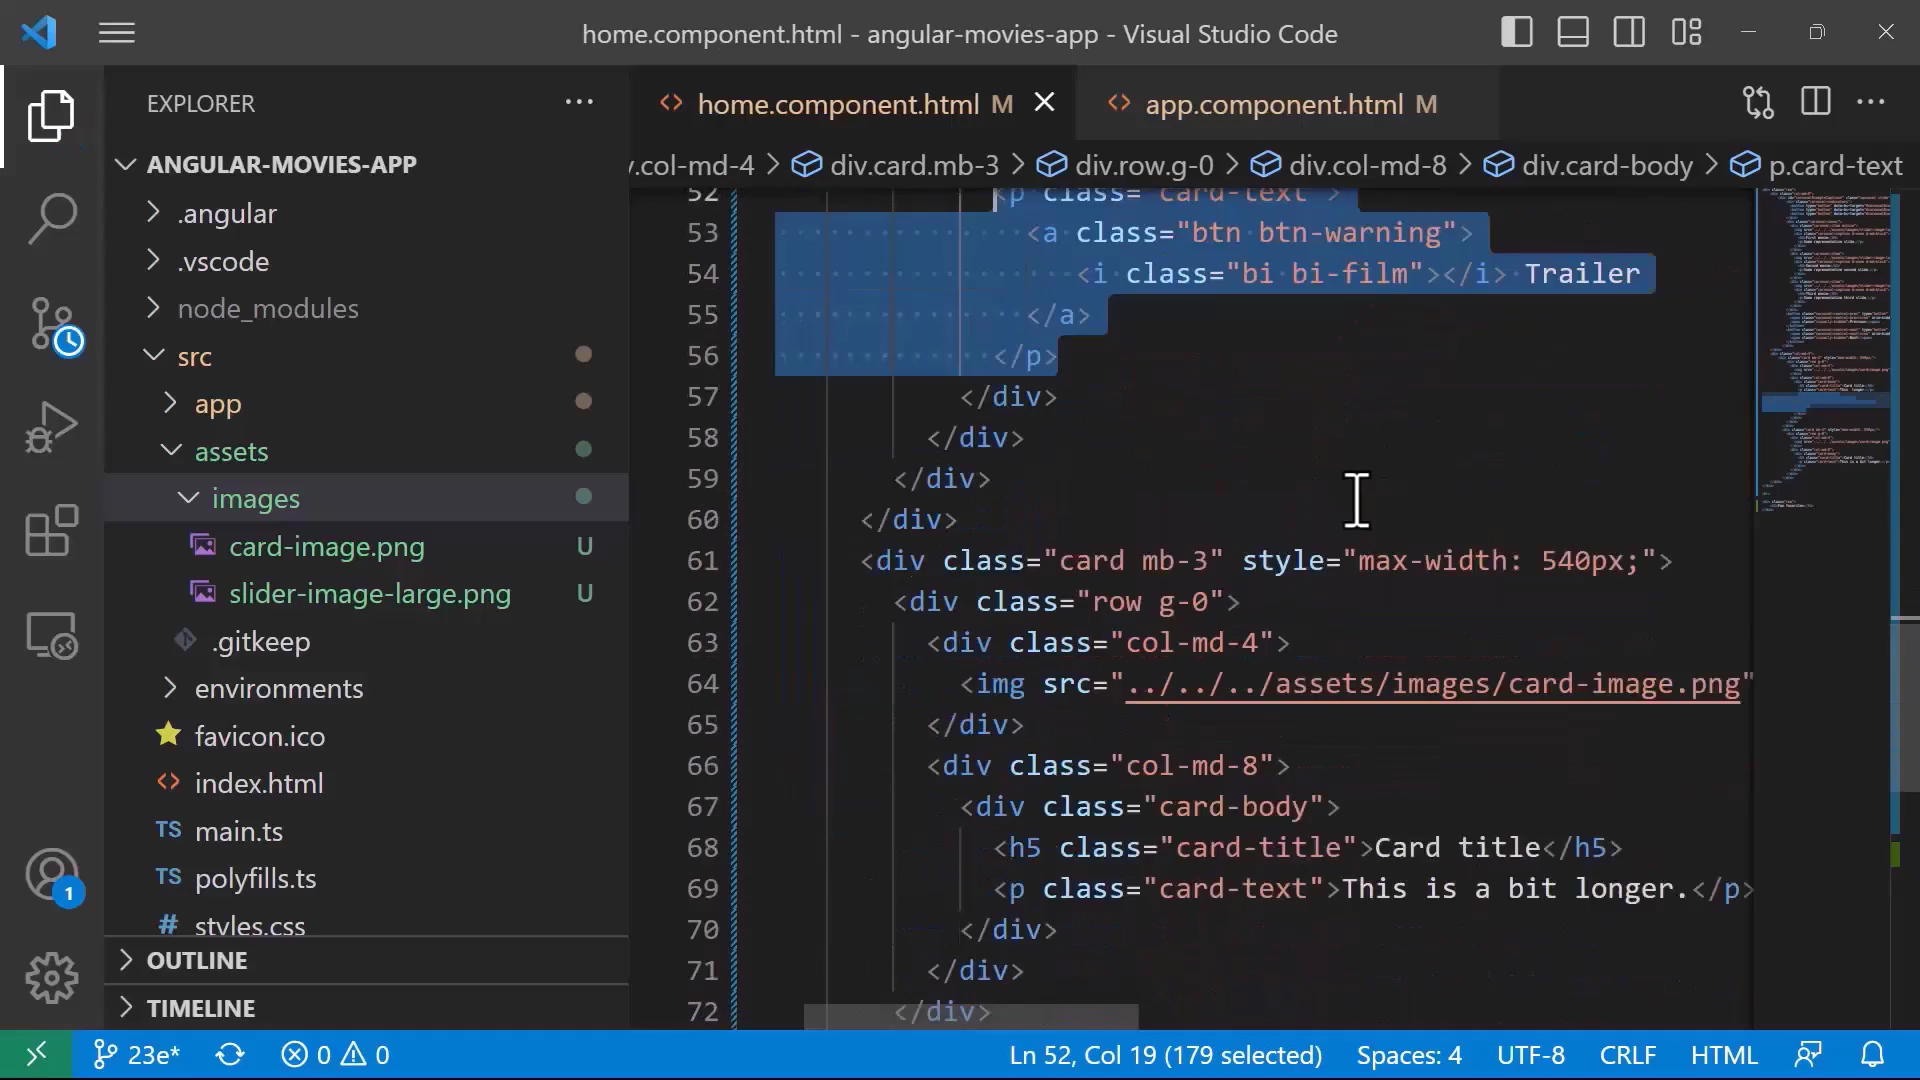 home.component.html - angular-movies-app - Visual Studio Code
EXPLORER
home.component.html M
app.component.html M
ANGULAR-MOVIES-APP
.angular
.vscode
node_modules
src
app
assets
images
card-image.png U
slider-image-large.png U
.gitkeep
environments
favicon.ico
index.html
TS main.ts
TS polyfills.ts
# styles.css
OUTLINE
TIMELINE
1
.col-md-4 > div.card.mb-3 > div.row.g-0 > div.col-md-8 > div.card-body > p.card-text
52 <p class="card-text">
53 <a class="btn btn-warning">
54 <i class="bi bi-film"></i> Trailer
55 </a>
56 </p>
57 </div>
58 </div>
59 </div>
60 </div>
61 <div class="card mb-3" style="max-width: 540px;">
62 <div class="row g-0">
63 <div class="col-md-4">
64 <img src="../../../assets/images/card-image.png"
65 </div>
66 <div class="col-md-8">
67 <div class="card-body">
68 <h5 class="card-title">Card title</h5>
69 <p class="card-text">This is a bit longer.</p>
70 </div>
71 </div>
72 </div>
23e* 0 0 Ln 52, Col 19 (179 selected) Spaces: 4 UTF-8 CRLF HTML